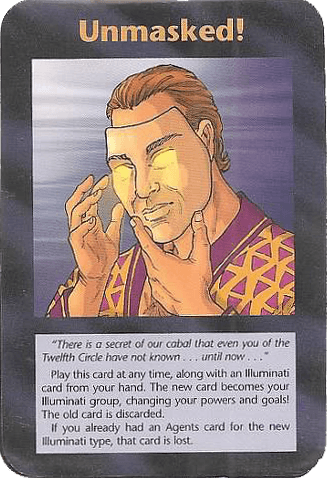 Unmasked!
"There is a secret of our cabal that even you of the
Twelfth Circle have not known . . . until now . . ."
Play this card at any time, along with an Illuminati
card from your hand. The new card becomes your
Illuminati group, changing your powers and goals!
The old card is discarded.
If you already had an Agents card for the new
Illuminati type, that card is lost.